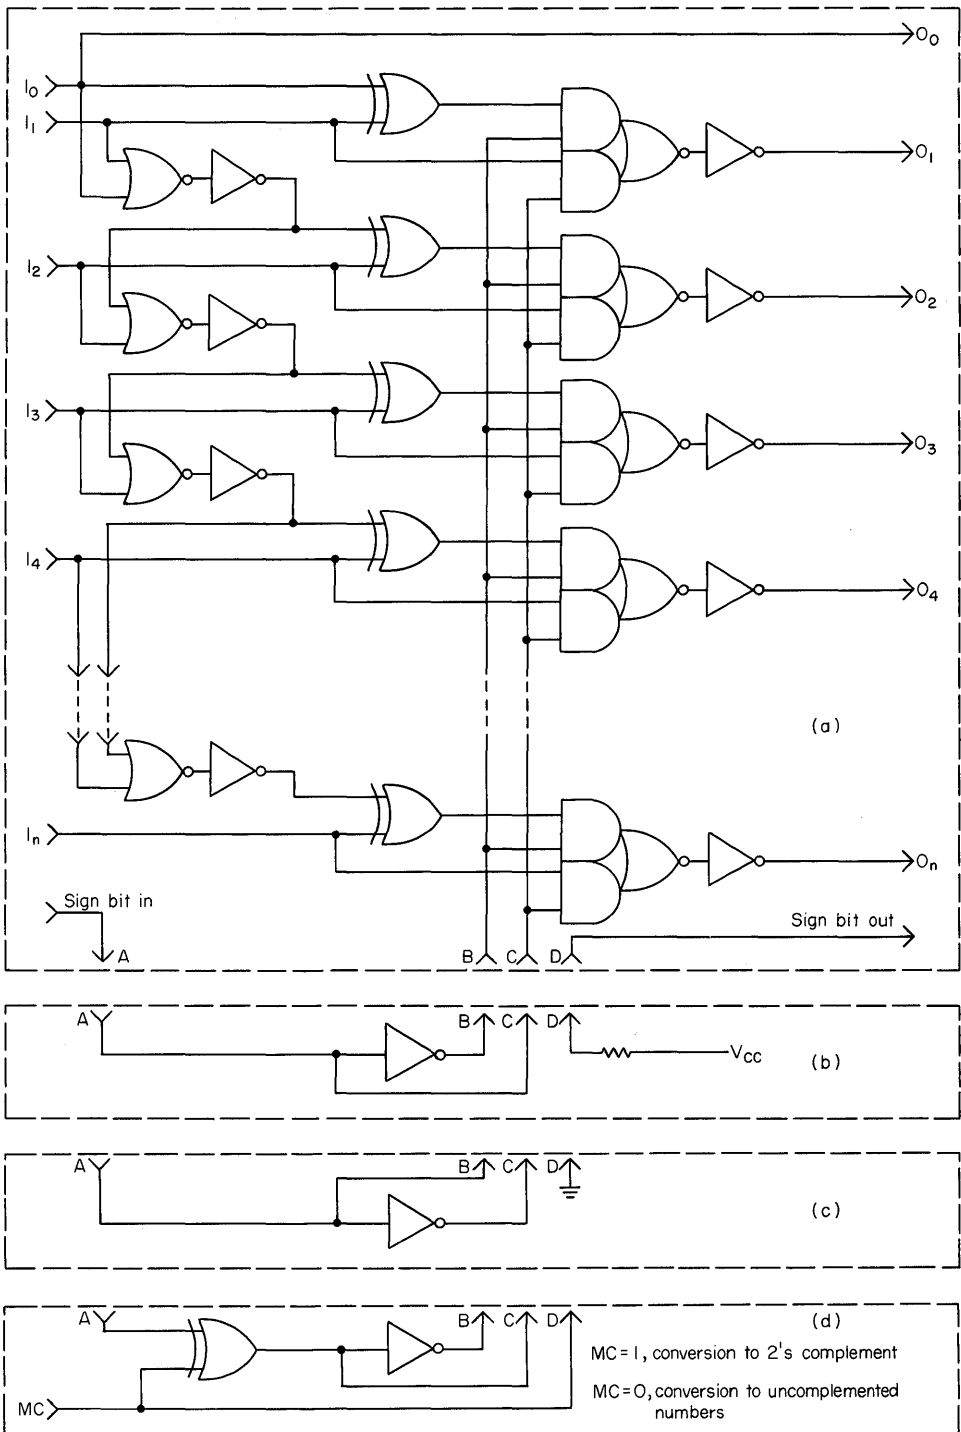 O₀
I₀
I₁
O₁
I₂
O₂
I₃
O₃
I₄
O₄
(a)
Iₙ
Oₙ
Sign bit in
Sign bit out
A
B C D
A B C D
V_CC
(b)
A B C D
(c)
A B C D
(d)
MC = 1, conversion to 2's complement
MC
MC = 0, conversion to uncomplemented
numbers